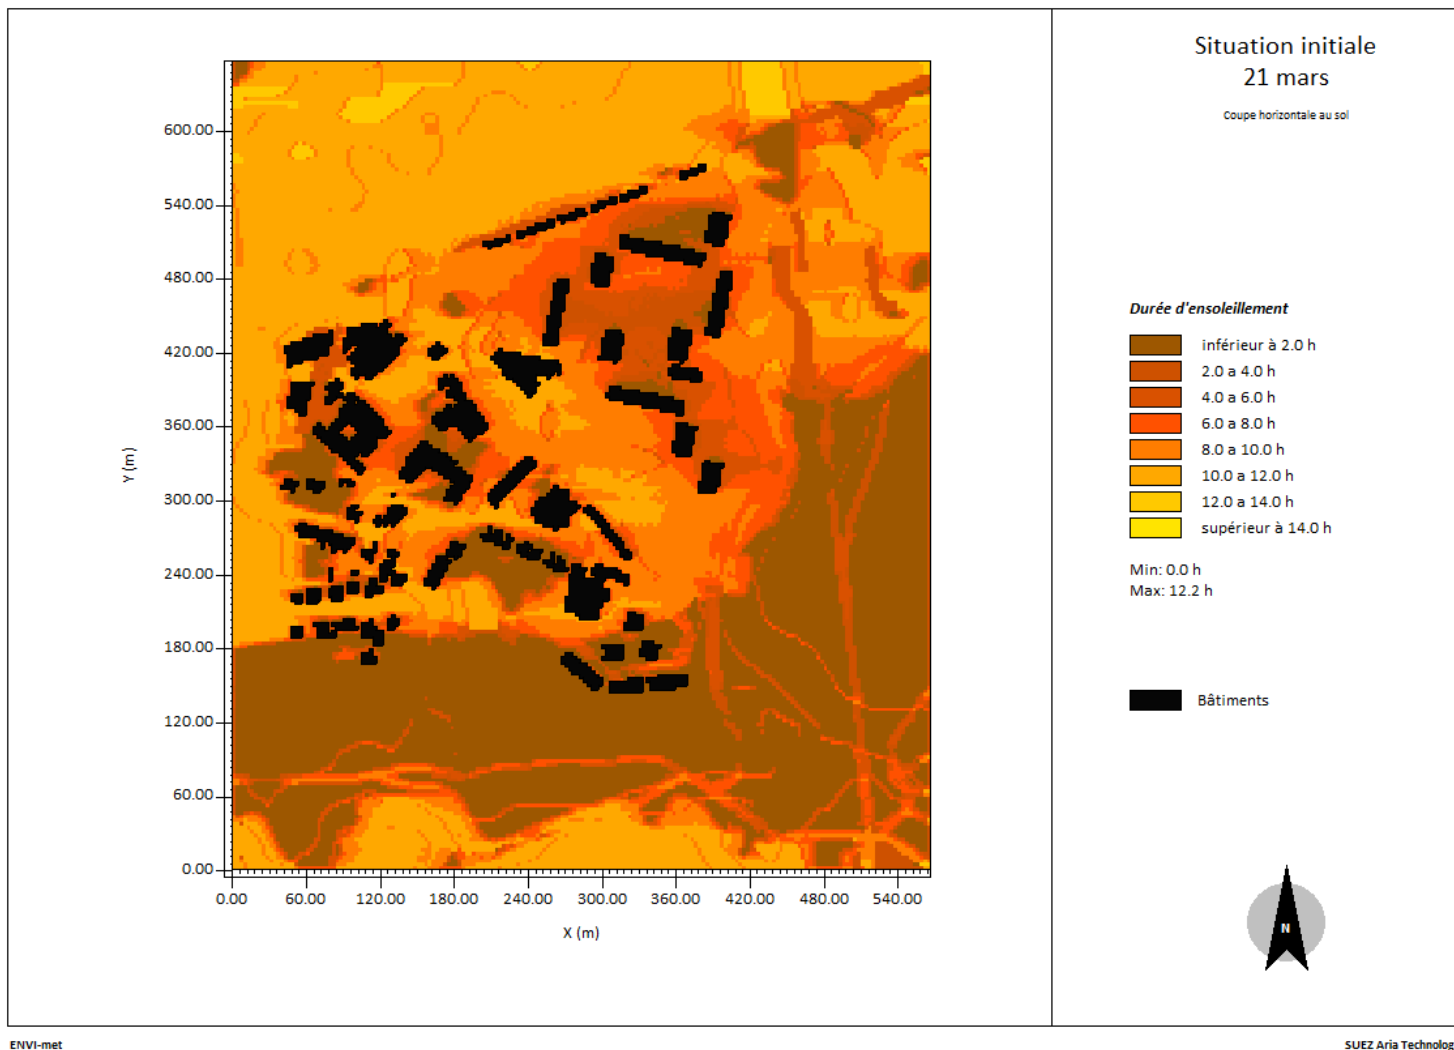 Situation initiale
21 mars
Coupe horizontale au sol
600.00
540.00
480.00
420.00
360.00
300.00
240.00
180.00
120.00
60.00
0.00
Y (m)
0.00 60.00 120.00 180.00 240.00 300.00 360.00 420.00 480.00 540.00
X (m)
Durée d'ensoleillement
inférieur à 2.0 h
2.0 a 4.0 h
4.0 a 6.0 h
6.0 a 8.0 h
8.0 a 10.0 h
10.0 a 12.0 h
12.0 a 14.0 h
supérieur à 14.0 h
Min: 0.0 h
Max: 12.2 h
Bâtiments
N
ENVI-met
SUEZ Aria Technolog